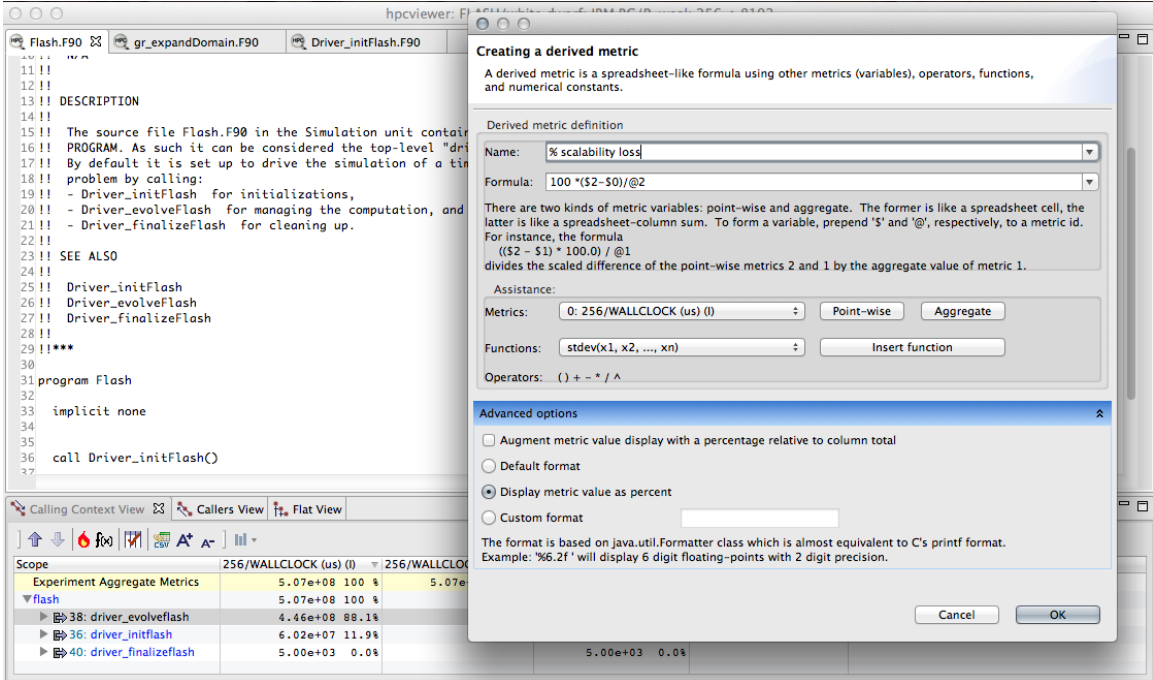 hpcviewer: FLASH/white dwarf: IBM BG/P, weak 256 → 8192
Flash.F90
gr_expandDomain.F90
Driver_initFlash.F90
10 !! N/A
11 !!
12 !!
13 !! DESCRIPTION
14 !!
15 !! The source file Flash.F90 in the Simulation unit contain
16 !! PROGRAM. As such it can be considered the top-level "dri
17 !! By default it is set up to drive the simulation of a tim
18 !! problem by calling:
19 !! - Driver_initFlash for initializations,
20 !! - Driver_evolveFlash for managing the computation, and
21 !! - Driver_finalizeFlash for cleaning up.
22 !!
23 !! SEE ALSO
24 !!
25 !! Driver_initFlash
26 !! Driver_evolveFlash
27 !! Driver_finalizeFlash
28 !!
29 !!***
30
31 program Flash
32
33 implicit none
34
35
36 call Driver_initFlash()
37
Calling Context View
Callers View
Flat View
f(x)
CSV
A+
A-
Scope 256/WALLCLOCK (us) (I) 256/WALLCLOC
Experiment Aggregate Metrics 5.07e+08 100 % 5.07e+
flash 5.07e+08 100 %
38: driver_evolveflash 4.46e+08 88.1%
36: driver_initflash 6.02e+07 11.9%
40: driver_finalizeflash 5.00e+03 0.0% 5.00e+03 0.0%
Creating a derived metric
A derived metric is a spreadsheet-like formula using other metrics (variables), operators, functions,
and numerical constants.
Derived metric definition
Name: % scalability loss
Formula: 100 *($2-$0)/@2
There are two kinds of metric variables: point-wise and aggregate. The former is like a spreadsheet cell, the
latter is like a spreadsheet-column sum. To form a variable, prepend '$' and '@', respectively, to a metric id.
For instance, the formula
(($2 - $1) * 100.0) / @1
divides the scaled difference of the point-wise metrics 2 and 1 by the aggregate value of metric 1.
Assistance:
Metrics: 0: 256/WALLCLOCK (us) (I) Point-wise Aggregate
Functions: stdev(x1, x2, ..., xn) Insert function
Operators: ( ) + - * / ^
Advanced options
Augment metric value display with a percentage relative to column total
Default format
Display metric value as percent
Custom format
The format is based on java.util.Formatter class which is almost equivalent to C's printf format.
Example: '%6.2f ' will display 6 digit floating-points with 2 digit precision.
Cancel OK